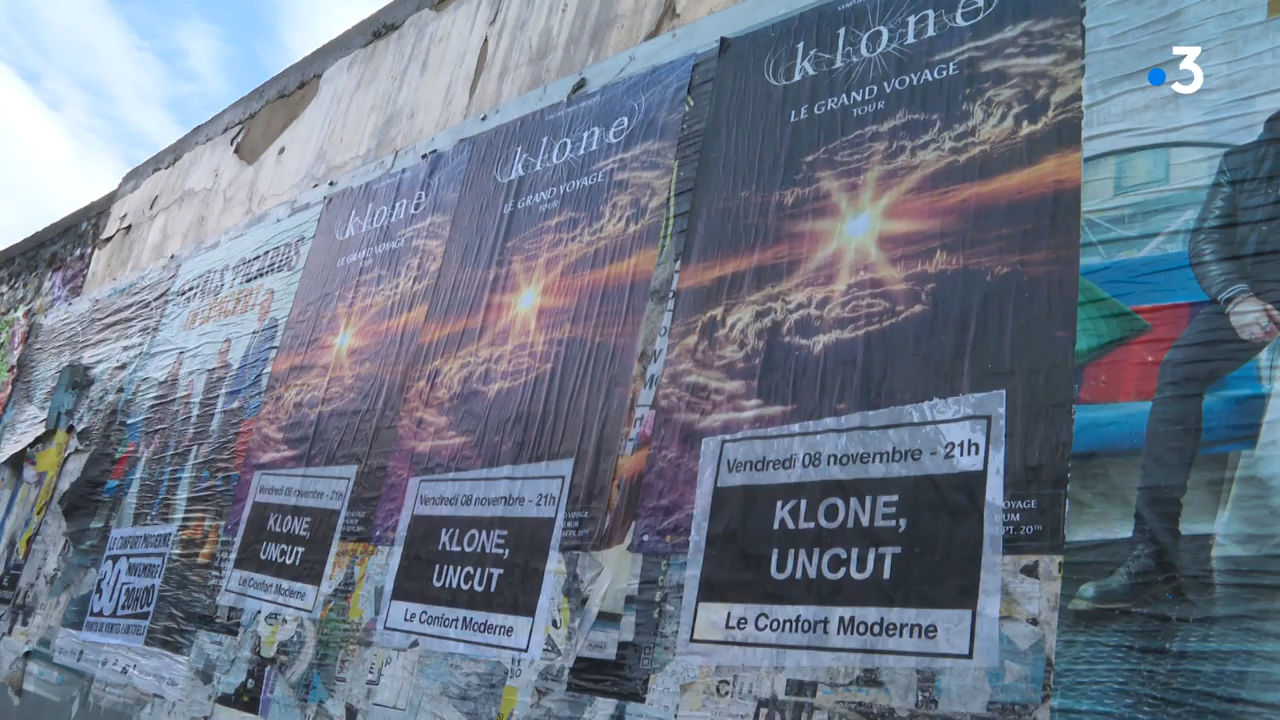 3
klone
LE GRAND VOYAGE
TOUR
klone
LE GRAND VOYAGE
TOUR
klone
LE GRAND VOYAGE
Vendredi 08 novembre - 21h
KLONE,
UNCUT
Le Confort Moderne
Vendredi 08 novembre - 21h
KLONE,
UNCUT
Le Confort Moderne
Vendredi 08 novembre - 21h
KLONE,
UNCUT
Le Confort Moderne
LE CONFORT MODERNE
30
NOVEMBRE
20H00